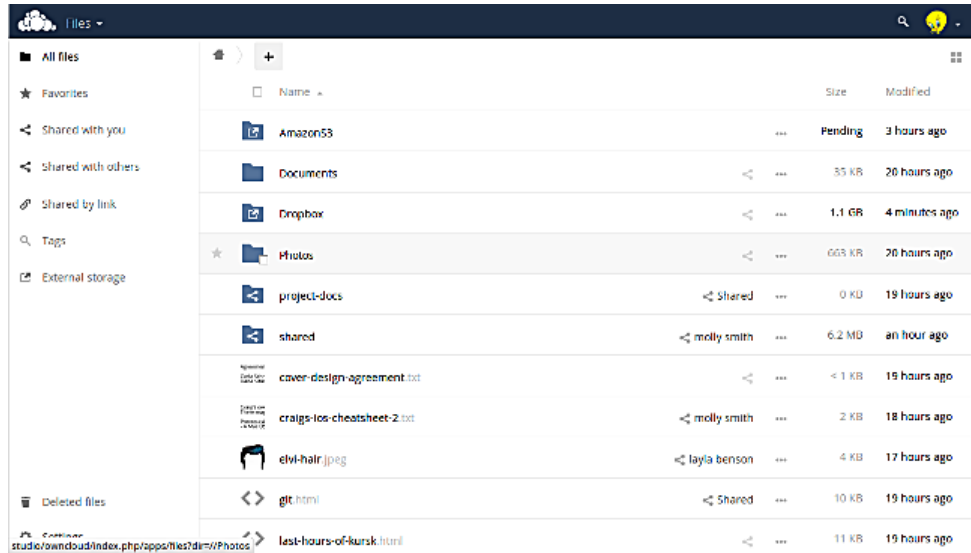 Files
All files
Favorites
Shared with you
Shared with others
Shared by link
Tags
External storage
Deleted files
Settings
studio/owncloud/index.php/apps/files?dir=//Photos
+
Name Size Modified
AmazonS3 ... Pending 3 hours ago
Documents ... 35 KB 20 hours ago
Dropbox ... 1.1 GB 4 minutes ago
Photos ... 663 KB 20 hours ago
project-docs Shared ... 0 KB 19 hours ago
shared molly smith ... 6.2 MB an hour ago
cover-design-agreement.txt ... < 1 KB 19 hours ago
craigs-ios-cheatsheet-2.txt molly smith ... 2 KB 18 hours ago
elvi-hair.jpeg layla benson ... 4 KB 17 hours ago
git.html Shared ... 10 KB 19 hours ago
last-hours-of-kursk.html ... 11 KB 19 hours ago